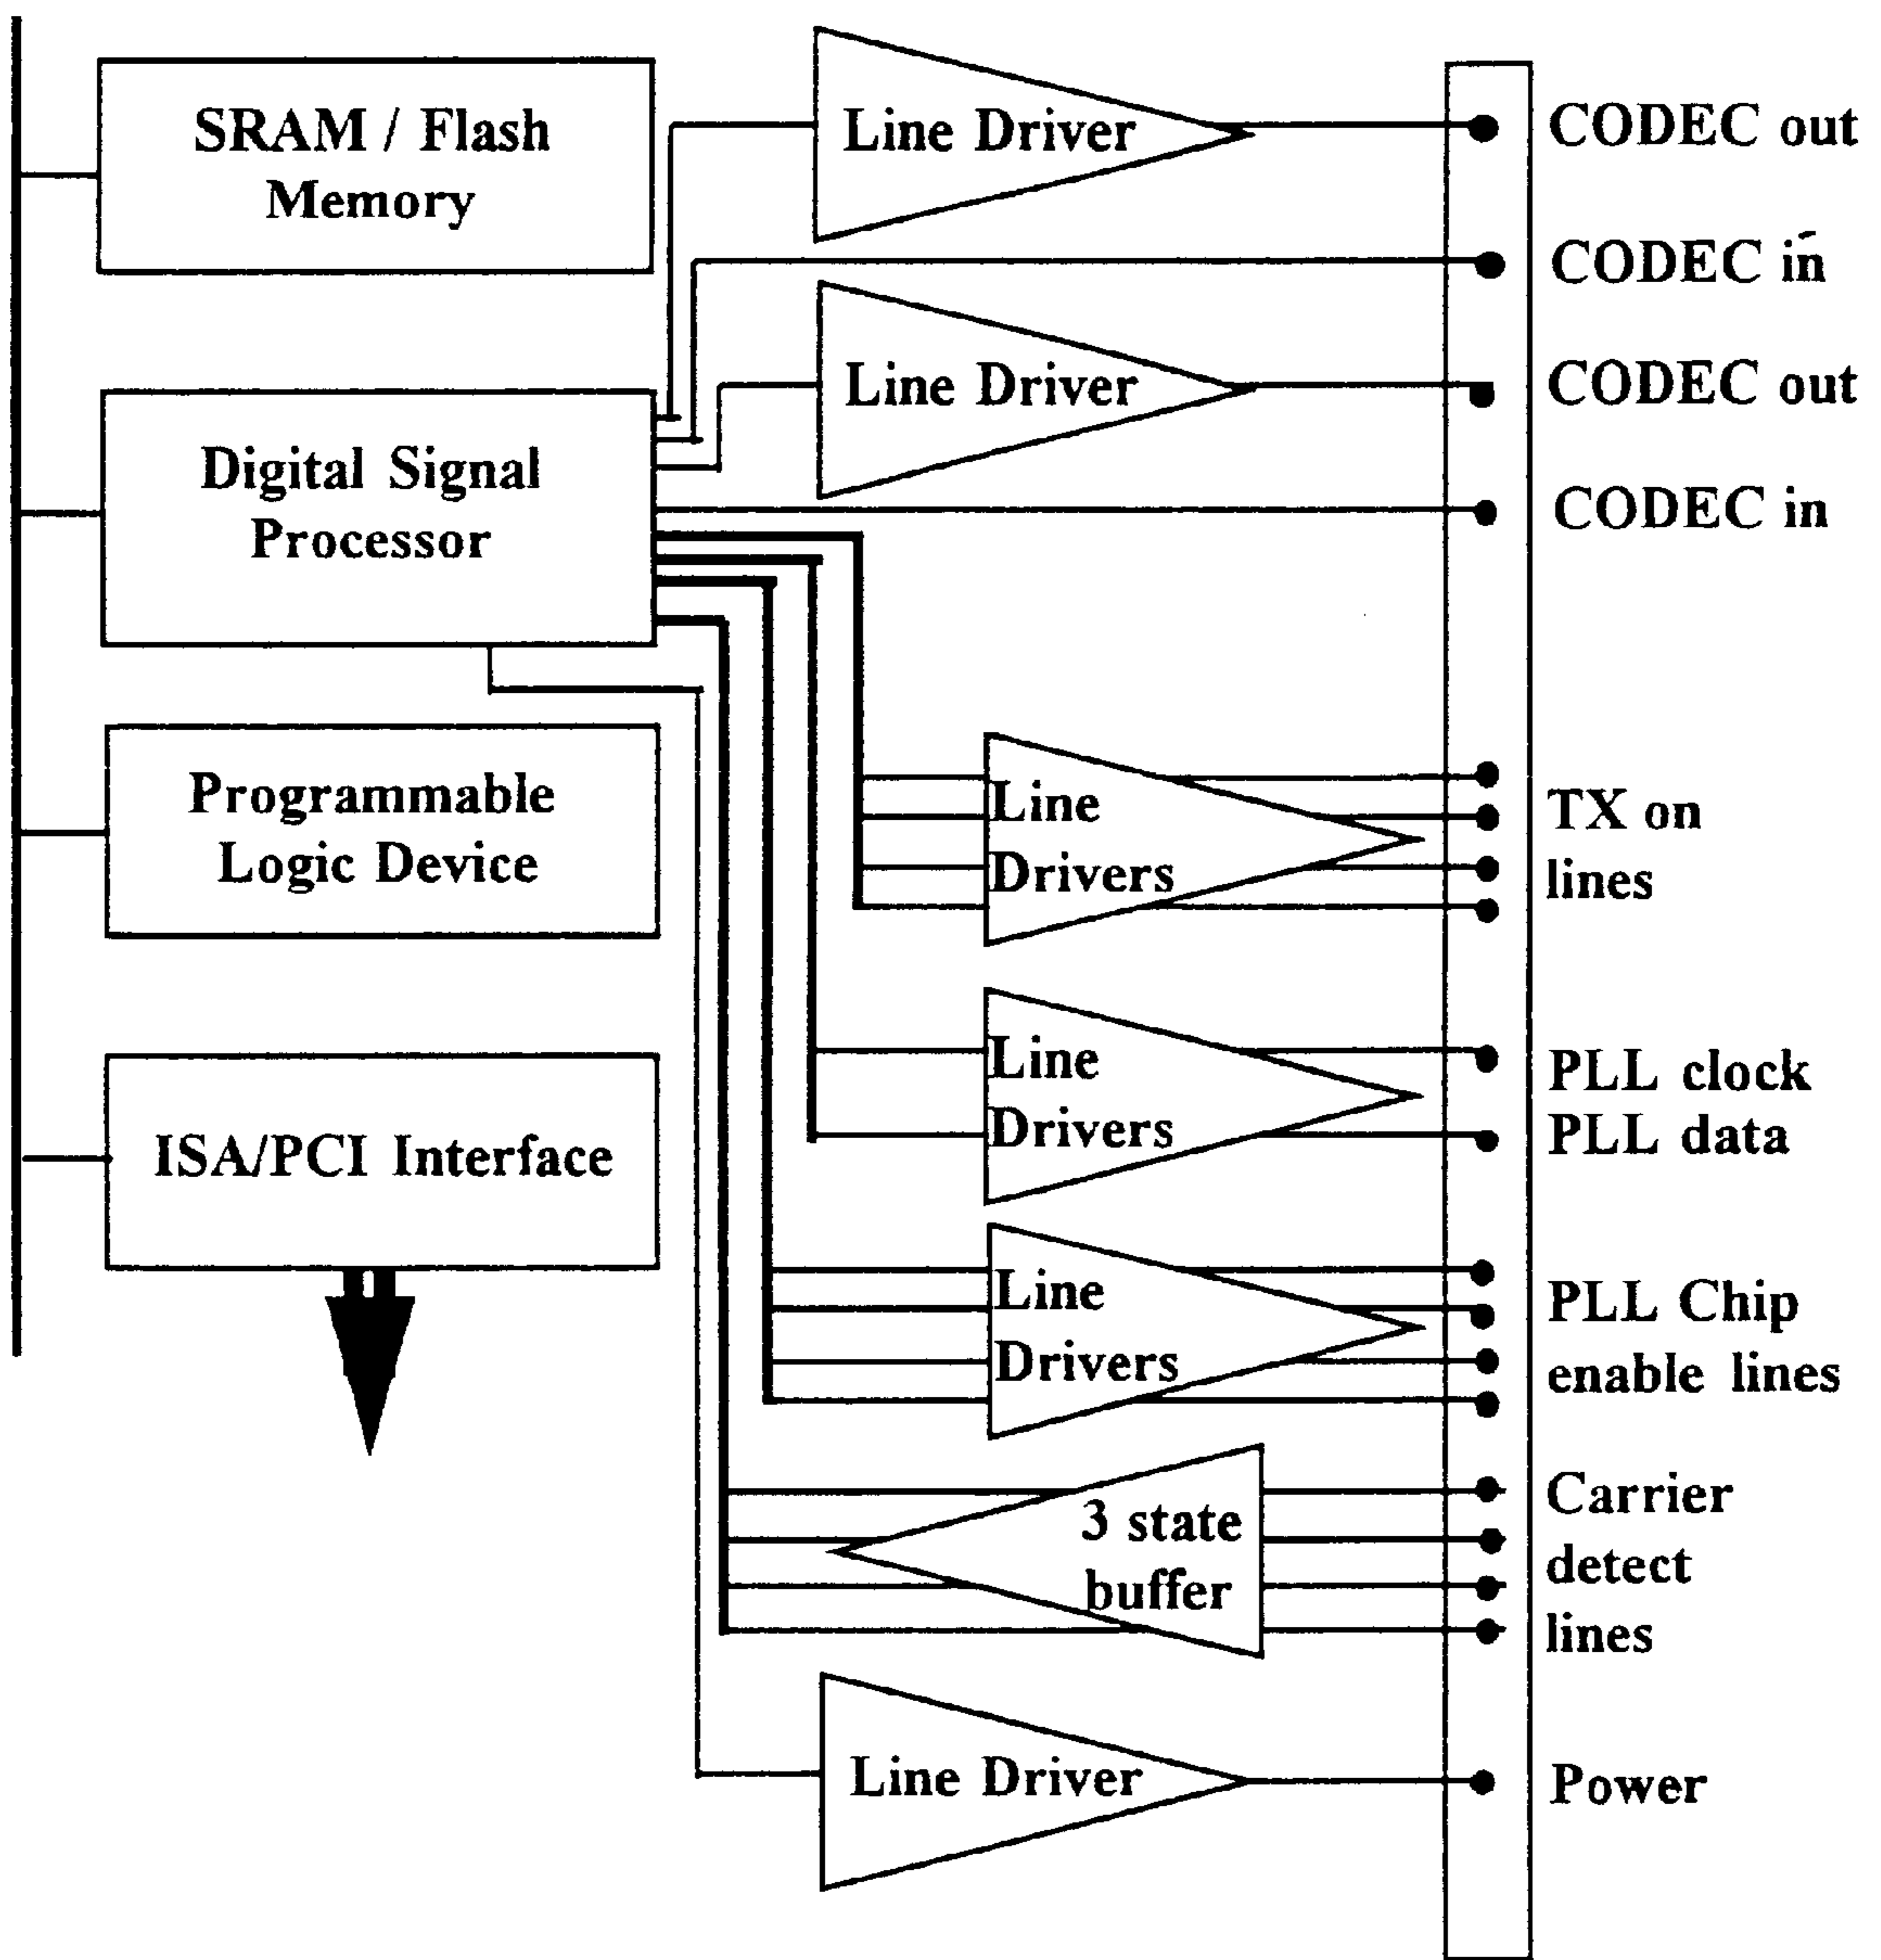 SRAM / Flash
Memory
Digital Signal
Processor
Programmable
Logic Device
ISA/PCI Interface
Line Driver
Line Driver
Line
Drivers
Line
Drivers
Line
Drivers
3 state
buffer
Line Driver
CODEC out
CODEC in
CODEC out
CODEC in
TX on
lines
PLL clock
PLL data
PLL Chip
enable lines
Carrier
detect
lines
Power